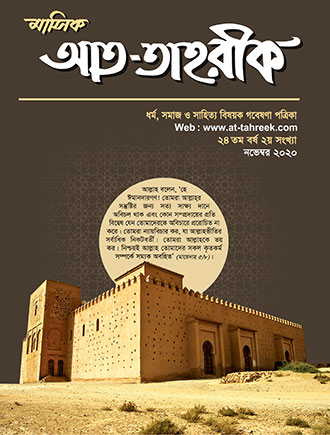 মাসিক
আত-তাহরীক
ধর্ম, সমাজ ও সাহিত্য বিষয়ক গবেষণা পত্রিকা
Web : www.at-tahreek.com
২৪ তম বর্ষ ২য় সংখ্যা
নভেম্বর ২০২০
আল্লাহ বলেন, 'হে
ঈমানদারগণ! তোমরা আল্লাহর
সন্তুষ্টির জন্য সত্য সাক্ষ্য দানে
অবিচল থাক এবং কোন সম্প্রদায়ের প্রতি
বিদ্বেষ যেন তোমাদেরকে অবিচারে প্ররোচিত না
করে। তোমরা ন্যায়বিচার কর, যা আল্লাহভীতির
সর্বাধিক নিকটবর্তী। তোমরা আল্লাহকে ভয়
কর। নিশ্চয়ই আল্লাহ তোমাদের সকল কৃতকর্ম
সম্পর্কে সম্যক অবহিত' (মায়েদাহ ৫/৮)।